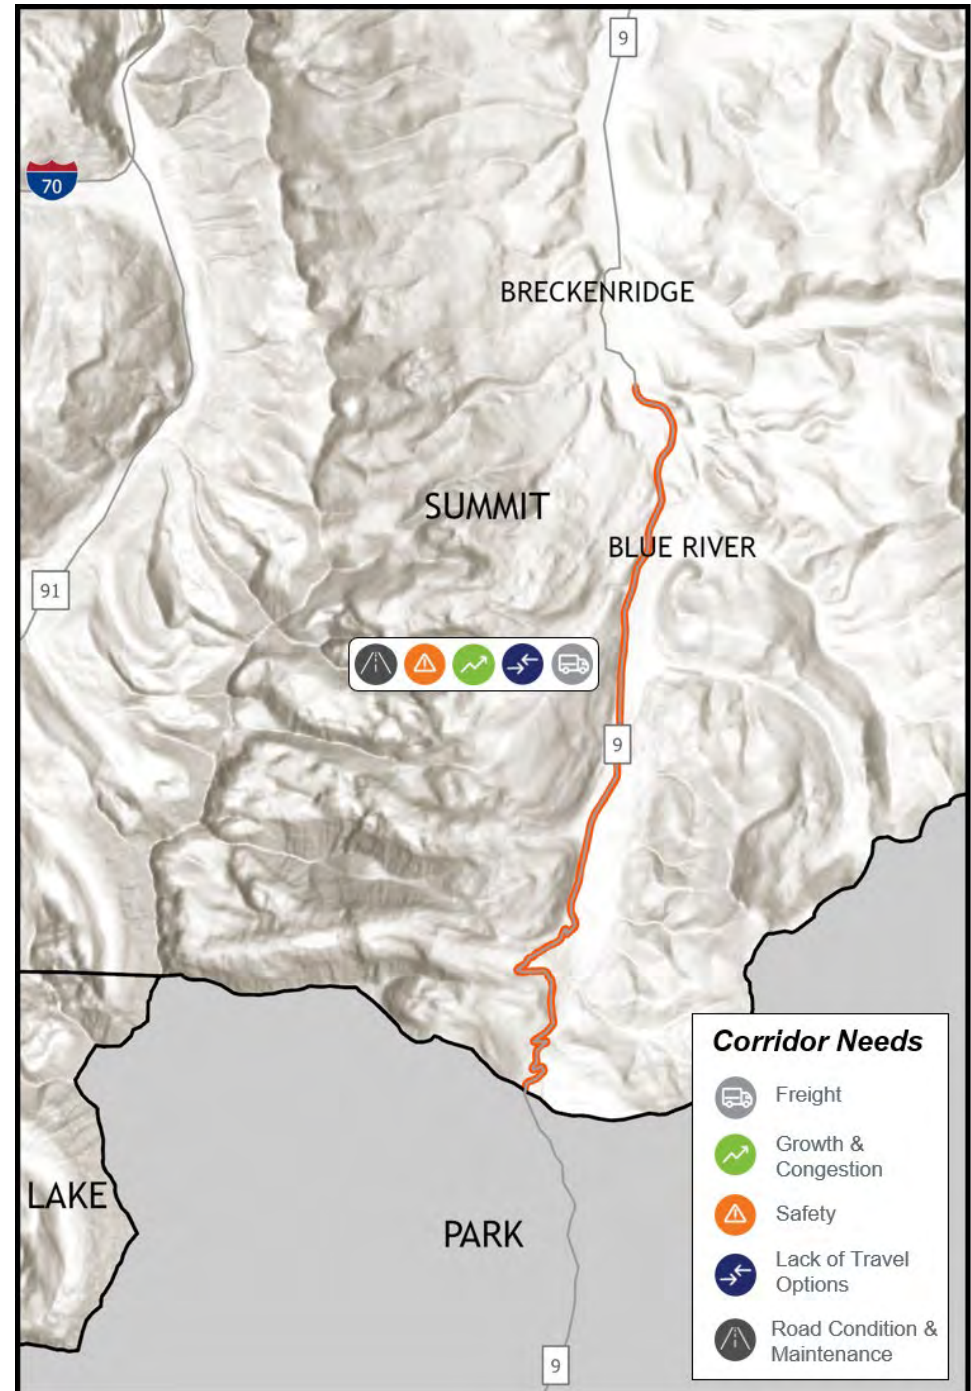 9
70
BRECKENRIDGE
SUMMIT
BLUE RIVER
91
9
Corridor Needs
Freight
Growth &
Congestion
Safety
Lack of Travel
Options
Road Condition &
Maintenance
LAKE
PARK
9